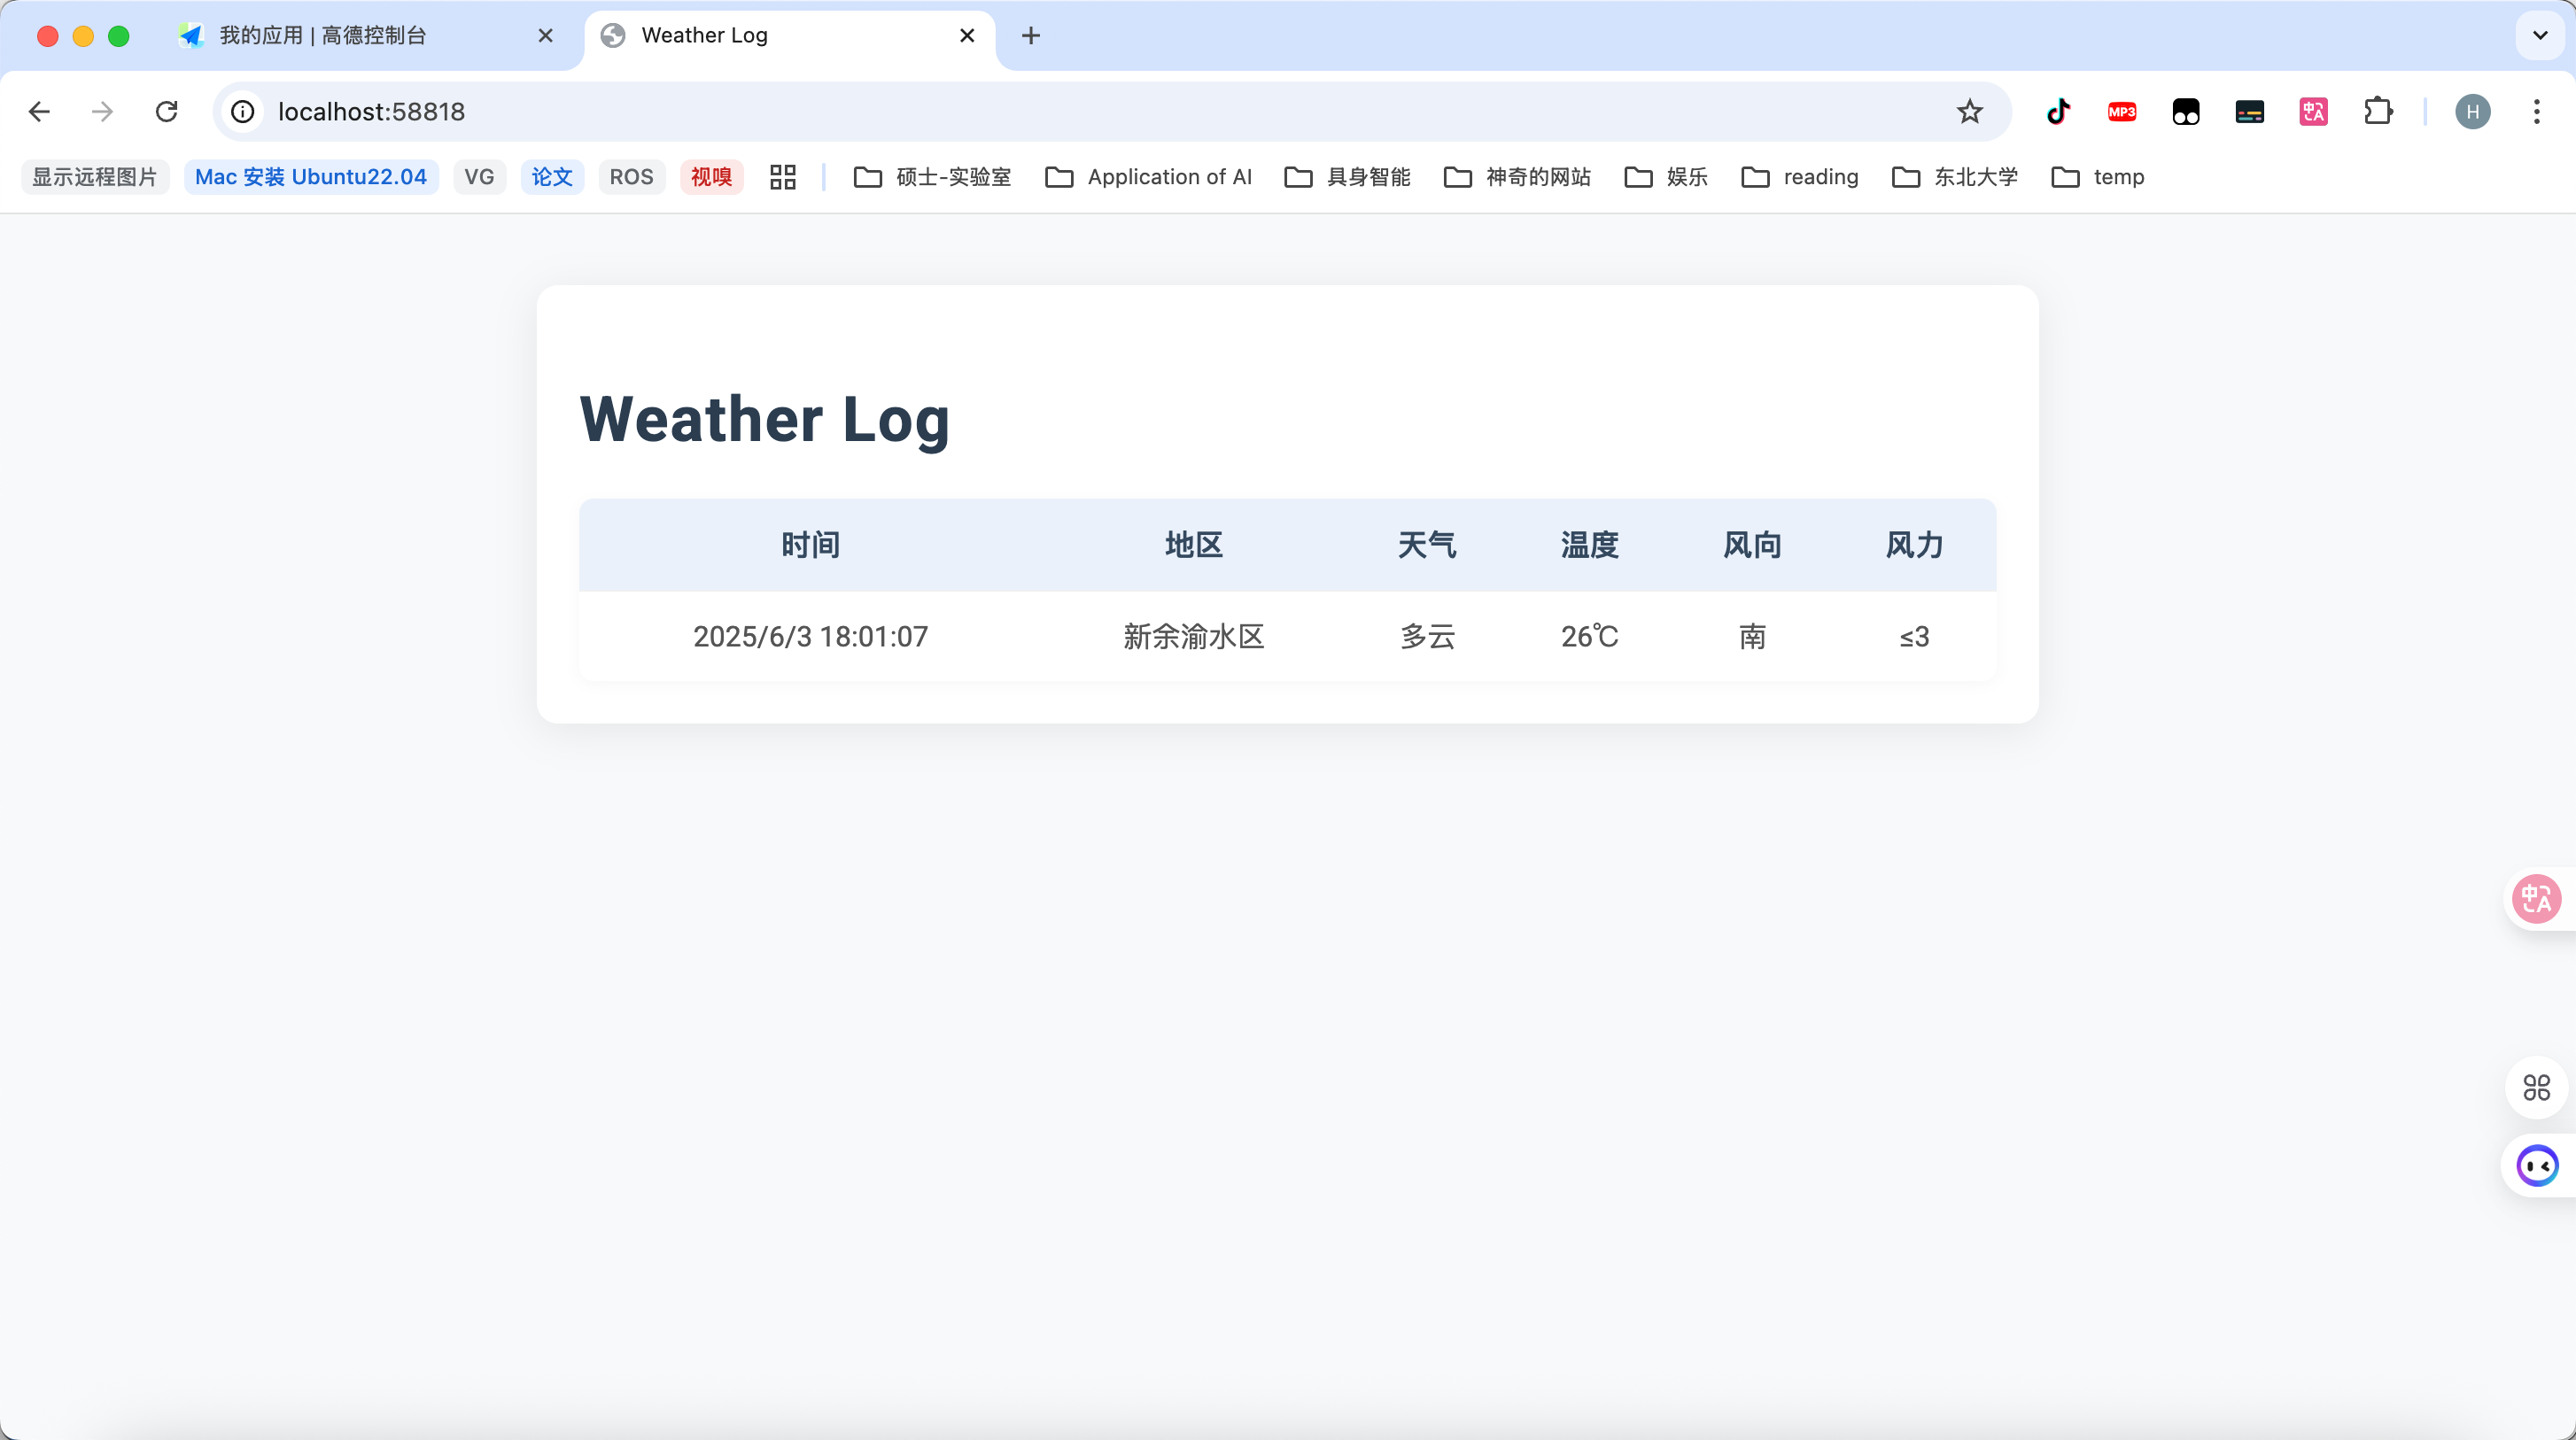 我的应用 | 高德控制台
Weather Log
localhost:58818
MP3
中A
H
显示远程图片 Mac 安装 Ubuntu22.04 VG 论文 ROS 视嗅 硕士-实验室 Application of AI 具身智能 神奇的网站 娱乐 reading 东北大学 temp
Weather Log
时间 地区 天气 温度 风向 风力
2025/6/3 18:01:07 新余渝水区 多云 26℃ 南 ≤3
中A